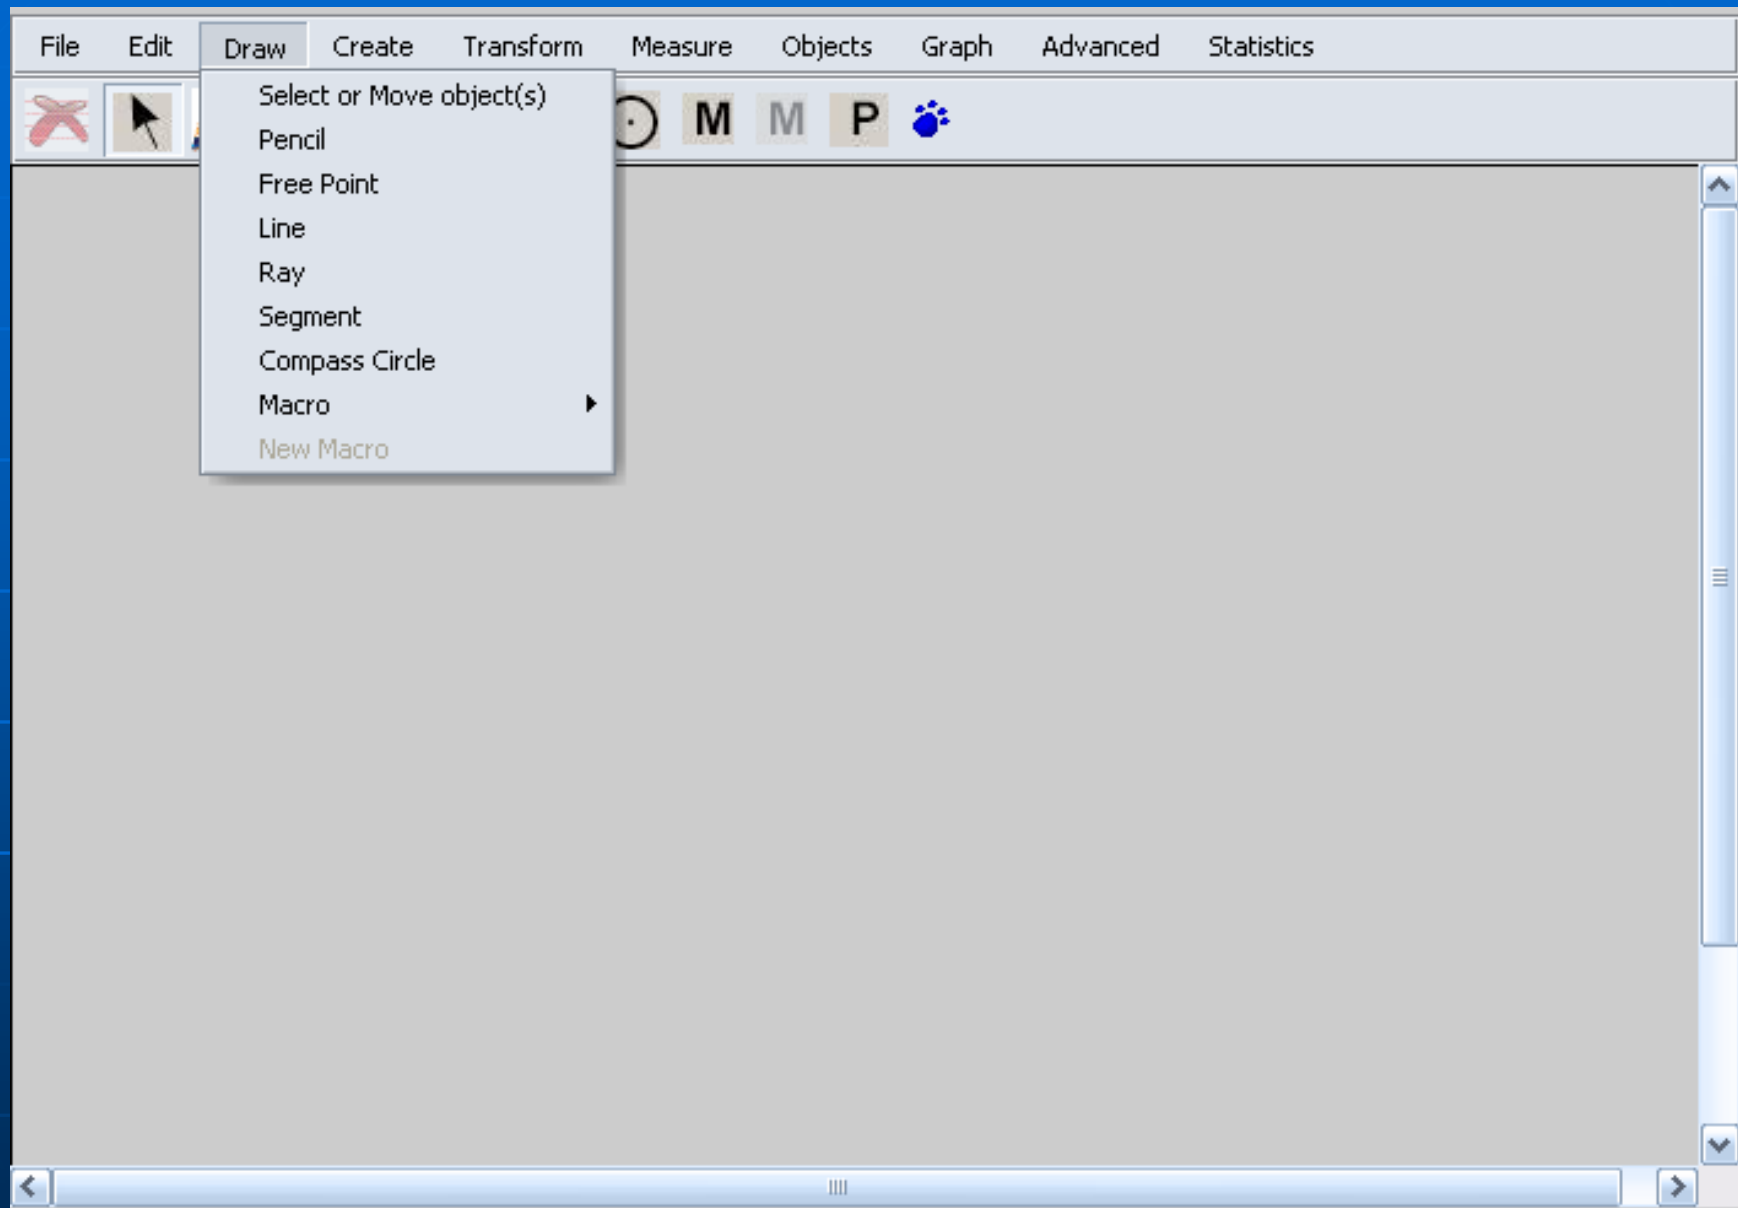 File Edit Draw Create Transform Measure Objects Graph Advanced Statistics
M M P
Select or Move object(s)
Pencil
Free Point
Line
Ray
Segment
Compass Circle
Macro
New Macro